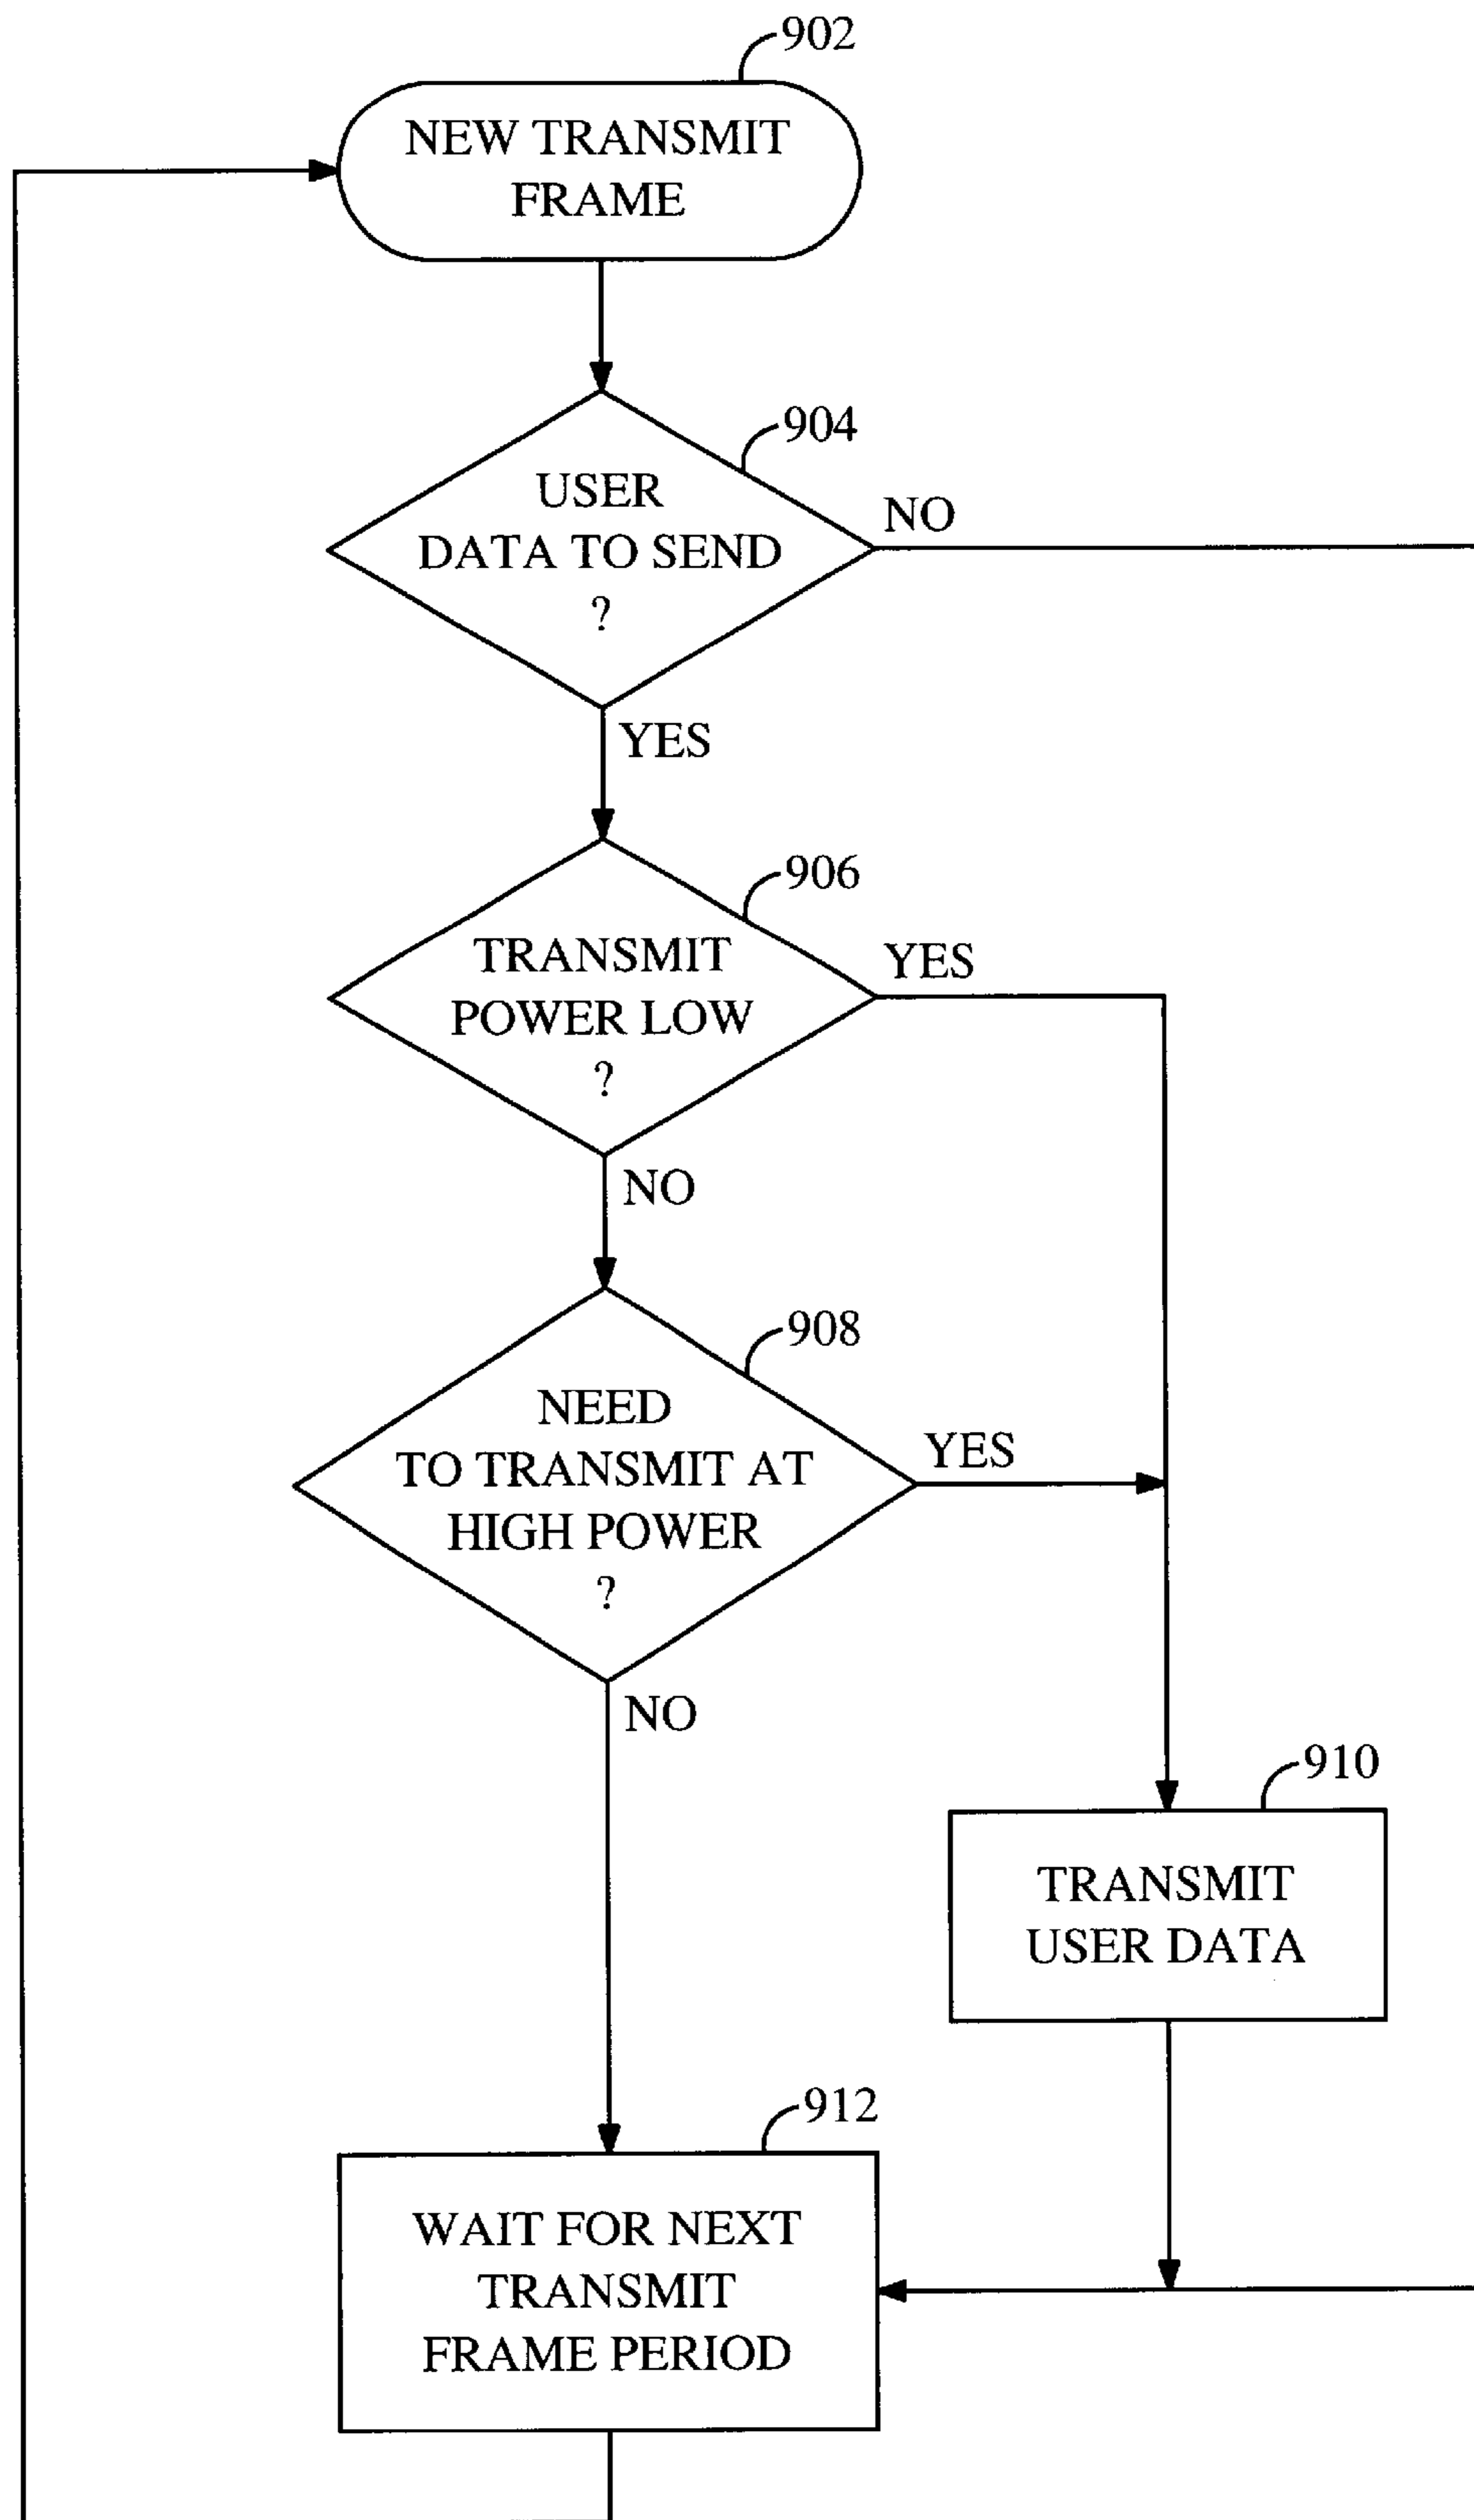 902
NEW TRANSMIT
FRAME
904
USER
DATA TO SEND
?
NO
YES
906
TRANSMIT
POWER LOW
?
YES
NO
908
NEED
TO TRANSMIT AT
HIGH POWER
?
YES
NO
910
TRANSMIT
USER DATA
912
WAIT FOR NEXT
TRANSMIT
FRAME PERIOD